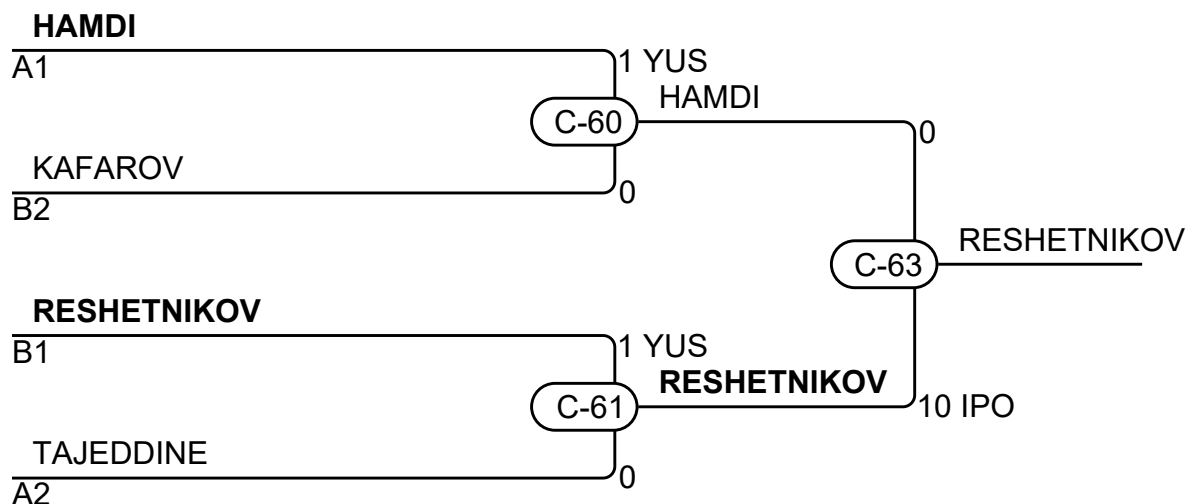 HAMDI
A1
1 YUS
HAMDI
C-60
0
KAFAROV
B2
0
RESHETNIKOV
C-63
RESHETNIKOV
B1
1 YUS
RESHETNIKOV
C-61
10 IPO
TAJEDDINE
A2
0